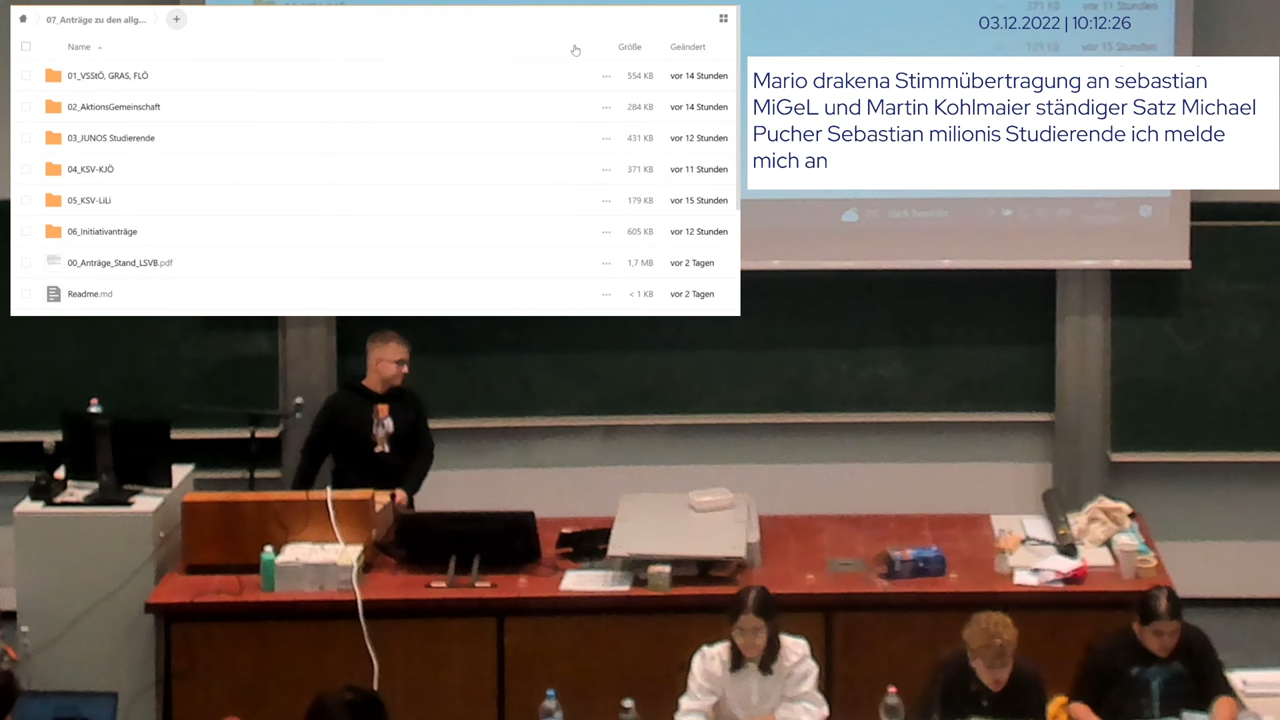 07_Anträge zu den allg...
+
Name
Größe
Geändert
01_VSStÖ, GRAS, FLÖ
554 KB
vor 14 Stunden
02_AktionsGemeinschaft
284 KB
vor 14 Stunden
03_JUNOS Studierende
431 KB
vor 12 Stunden
04_KSV-KJÖ
371 KB
vor 11 Stunden
05_KSV-LiLi
179 KB
vor 15 Stunden
06_Initiativanträge
605 KB
vor 12 Stunden
00_Anträge_Stand_LSVB.pdf
1,7 MB
vor 2 Tagen
Readme.md
< 1 KB
vor 2 Tagen
03.12.2022 | 10:12:26
Mario drakena Stimmübertragung an sebastian
MiGeL und Martin Kohlmaier ständiger Satz Michael
Pucher Sebastian milionis Studierende ich melde
mich an